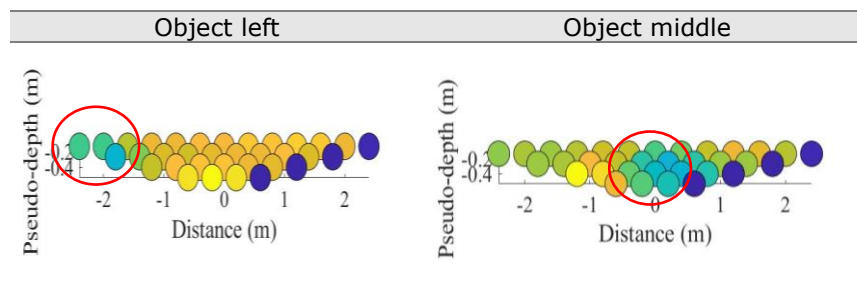 Object left
Object middle
Pseudo-depth (m)
-0.2
-0.4
-2
-1
0
1
2
Distance (m)
Pseudo-depth (m)
-0.2
-0.4
-2
-1
0
1
2
Distance (m)